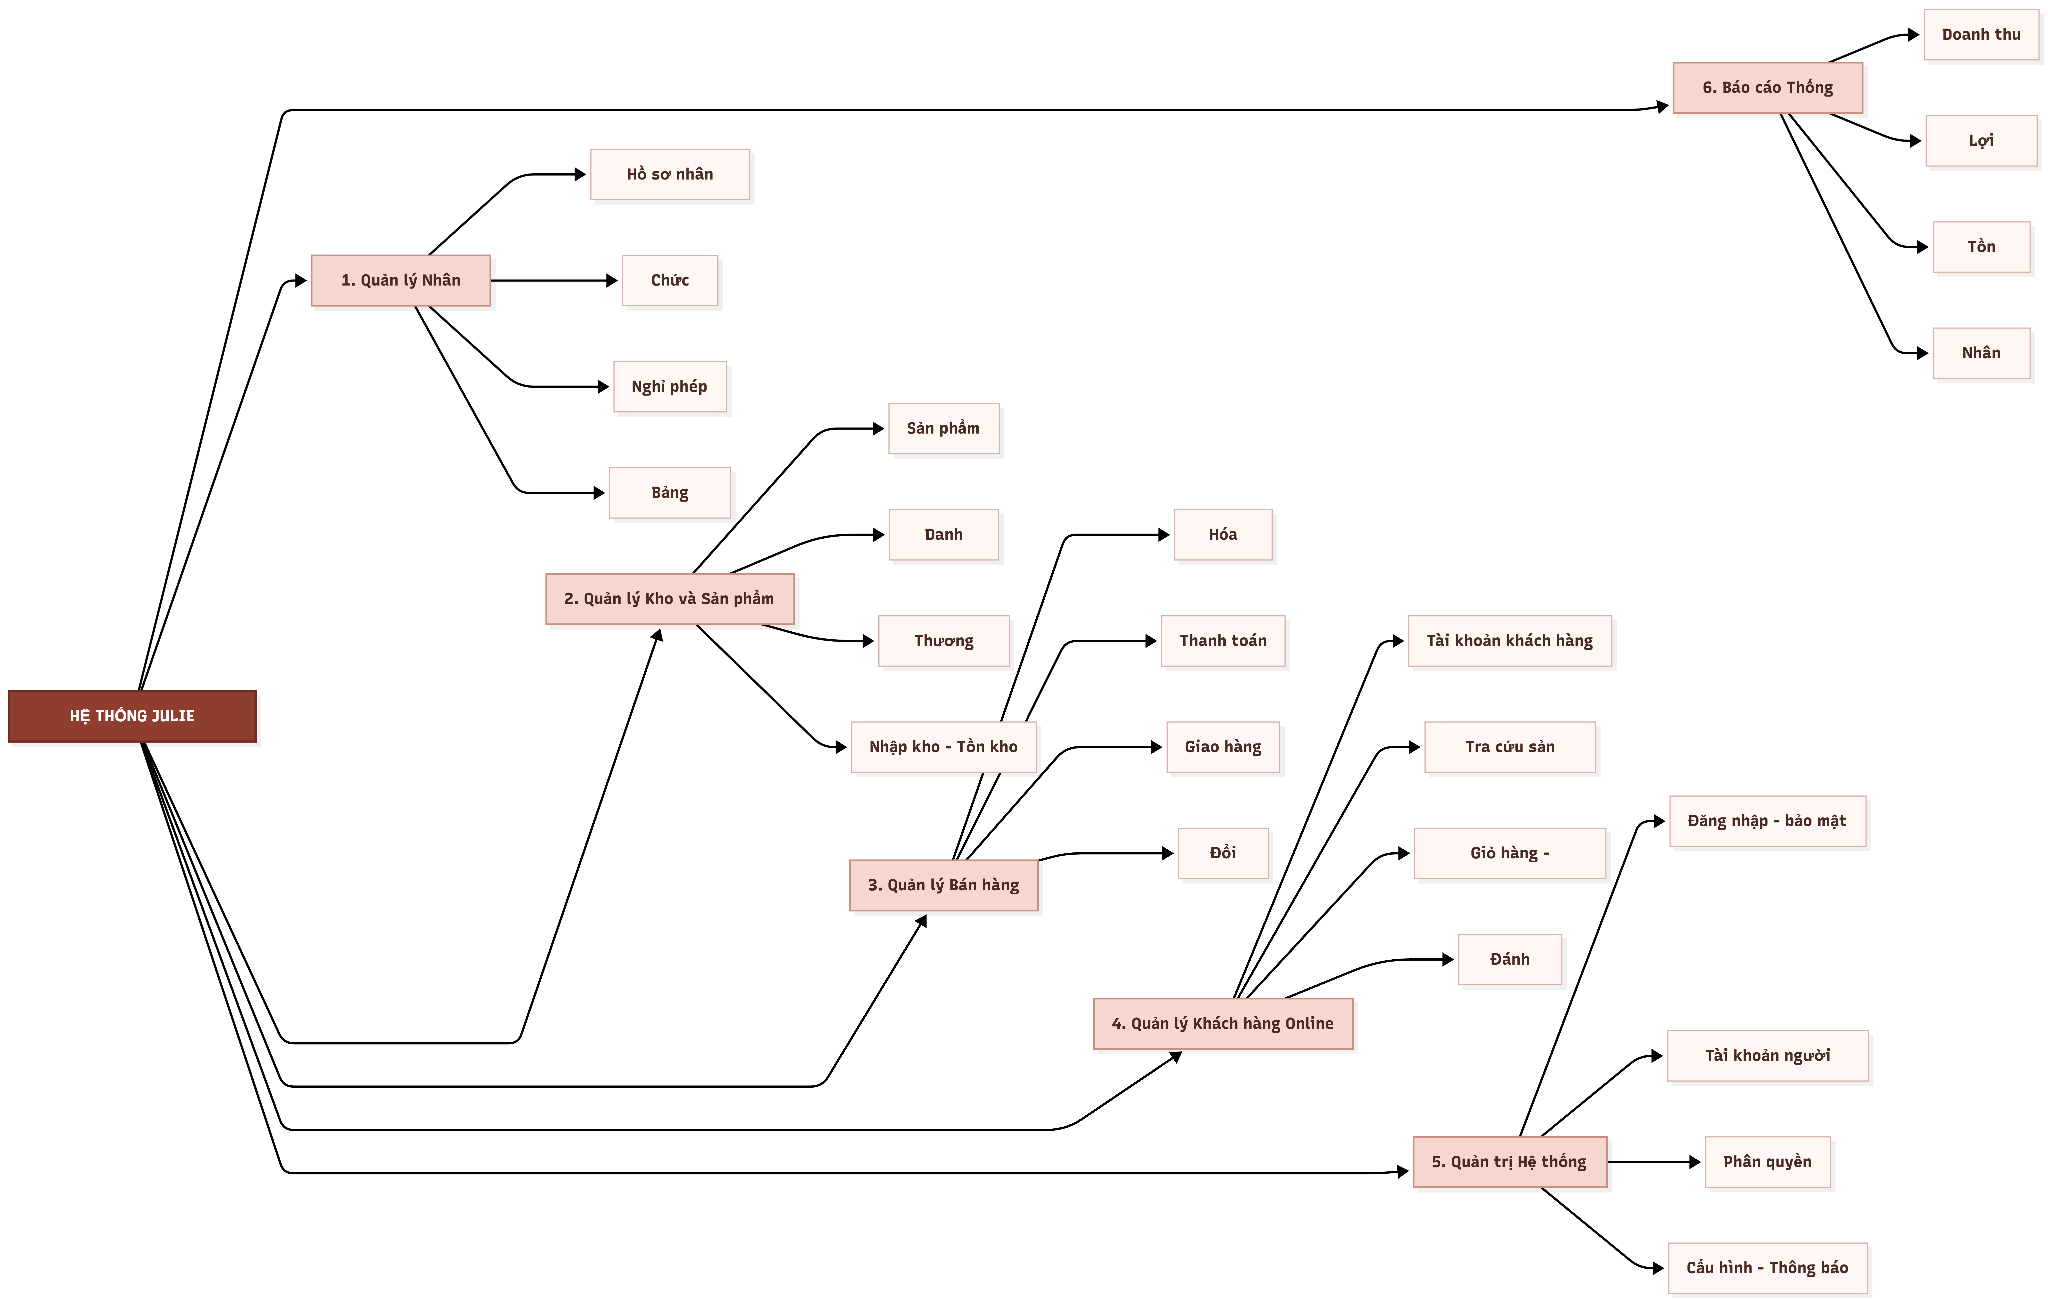 HỆ THỐNG JULIE
1. Quản lý Nhân
Hồ sơ nhân
Chức
Nghỉ phép
Bảng
2. Quản lý Kho và Sản phẩm
Sản phẩm
Danh
Thương
Nhập kho - Tồn kho
3. Quản lý Bán hàng
Hóa
Thanh toán
Giao hàng
Đổi
4. Quản lý Khách hàng Online
Tài khoản khách hàng
Tra cứu sản
Giỏ hàng -
Đánh
5. Quản trị Hệ thống
Đăng nhập - bảo mật
Tài khoản người
Phân quyền
Cấu hình - Thông báo
6. Báo cáo Thống
Doanh thu
Lợi
Tồn
Nhân